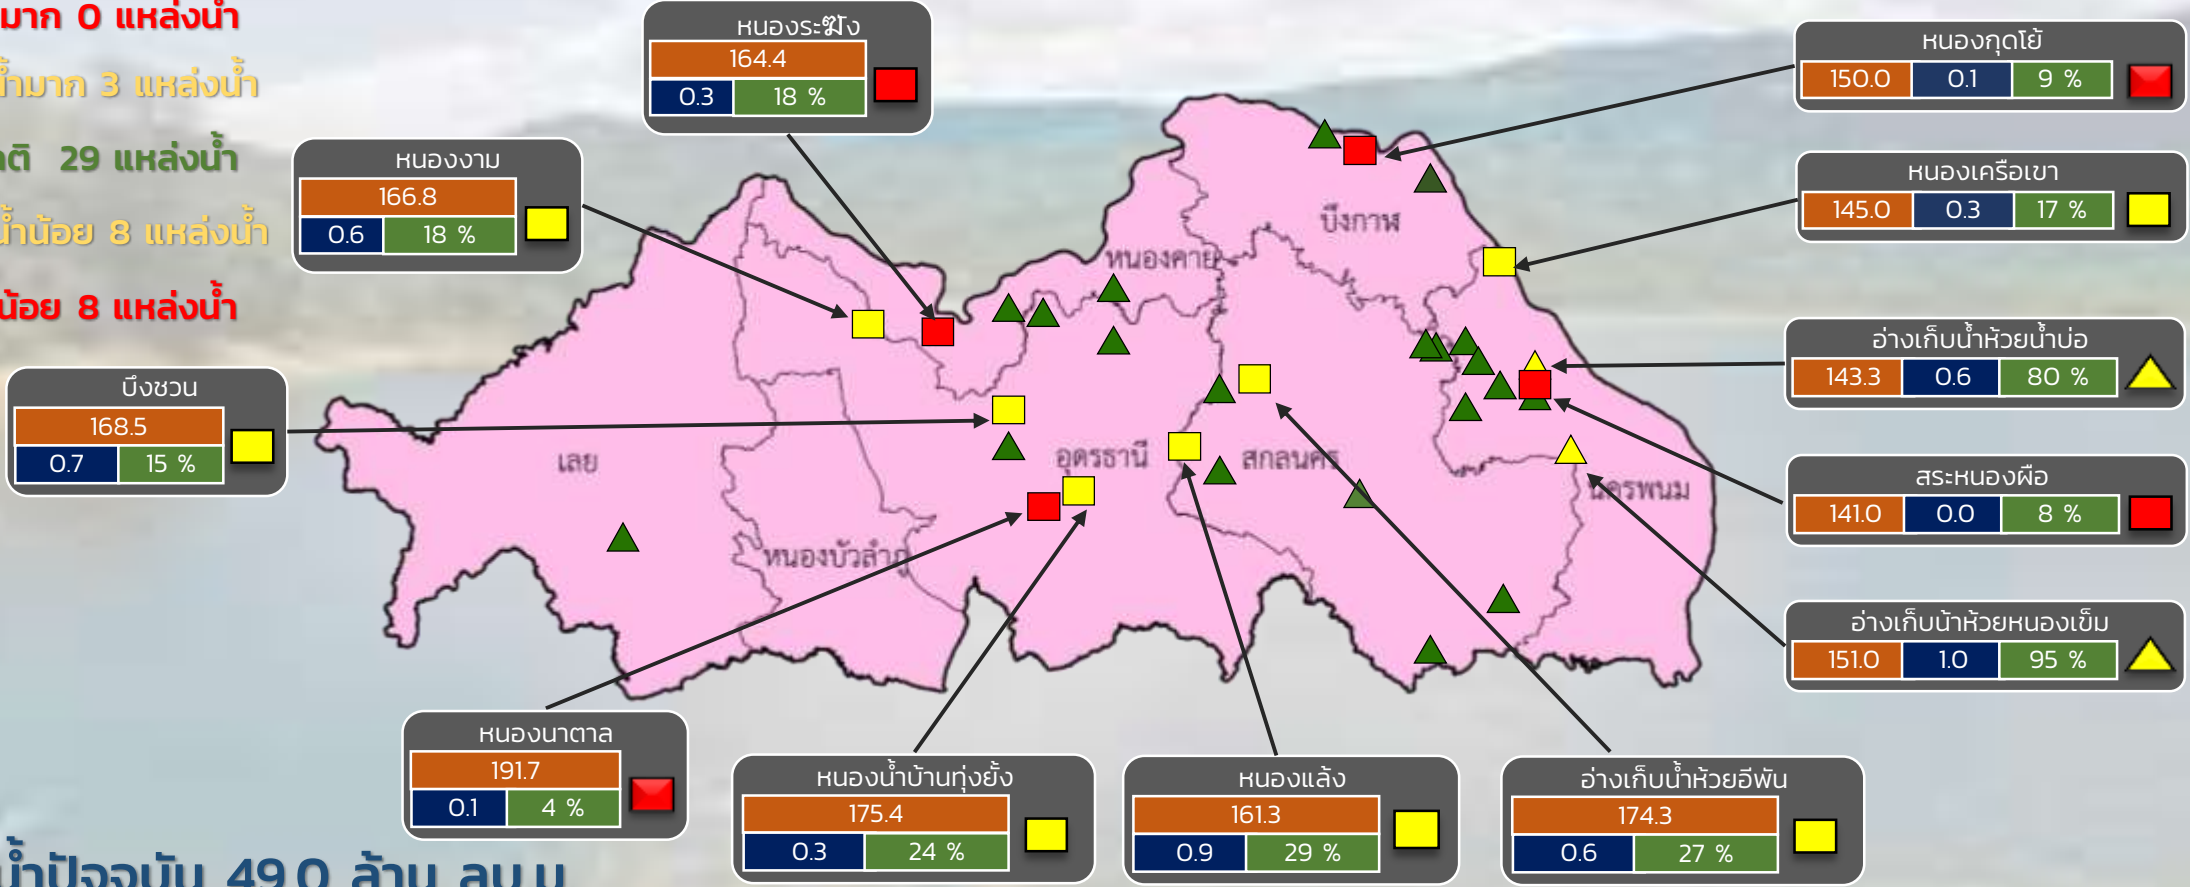 มาก 0 แหล่งน้ำ
น้ำมาก 3 แหล่งน้ำ
29 แหล่งน้ำ
น้ำน้อย 8 แหล่งน้ำ
น้อย 8 แหล่งน้ำ
หนองระฆัง
164.4
0.3 18 %
หนองกุดโย้
150.0 0.1 9 %
หนองงาม
166.8
0.6 18 %
หนองเครือเขา
145.0 0.3 17 %
บึงกาฬ
หนองคาย
อ่างเก็บน้ำห้วยน้ำบ่อ
143.3 0.6 80 %
บึงชวน
168.5
0.7 15 %
เลย
อุดรธานี
สกลนคร
นครพนม
หนองบัวลำภู
สระหนองผือ
141.0 0.0 8 %
อ่างเก็บน้ำห้วยหนองเข็ม
151.0 1.0 95 %
หนองนาตาล
191.7
0.1 4 %
หนองน้ำบ้านทุ่งยั้ง
175.4
0.3 24 %
หนองแล้ง
161.3
0.9 29 %
อ่างเก็บน้ำห้วยอีพัน
174.3
0.6 27 %
น้ำปัจจุบัน 49.0 ล้าน ลบ.ม